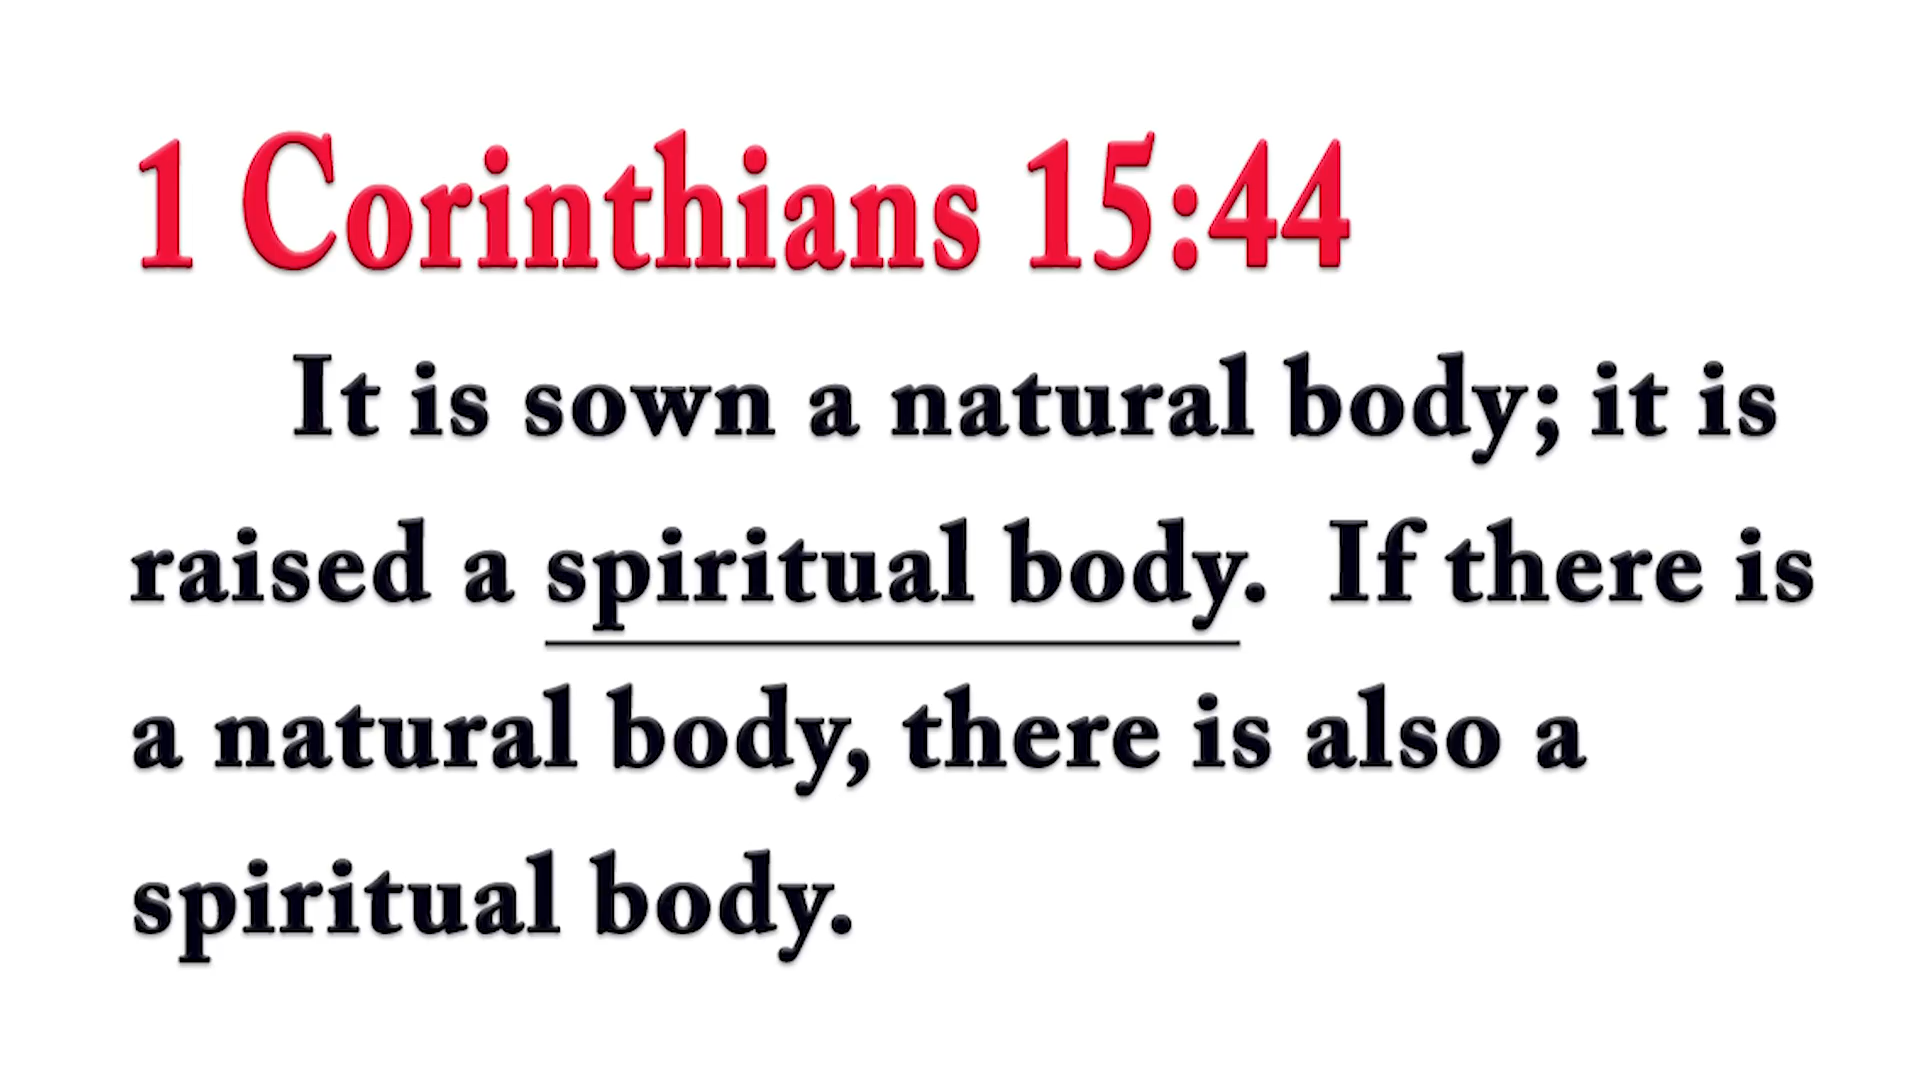 1 Corinthians 15:44
It is sown a natural body; it is
raised a spiritual body.  If there is
a natural body, there is also a
spiritual body.